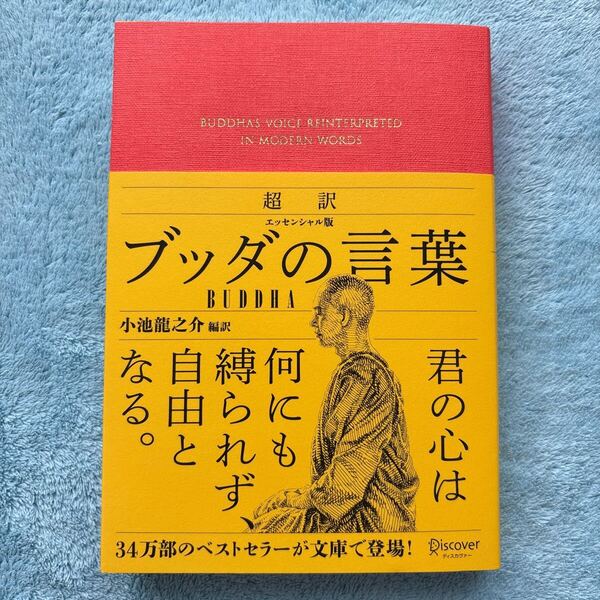 BUDDHA'S VOICE REINTERPRETED
IN MODERN WORDS
超訳
エッセンシャル版
ブッダの言葉
BUDDHA
小池龍之介 編訳
君の心は
何にも
縛られず、
自由と
なる。
34万部のベストセラーが文庫で登場!
Discover
ディスカヴァー